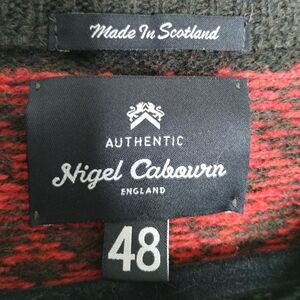 Made In Scotland
AUTHENTIC
Nigel Cabourn
ENGLAND
48